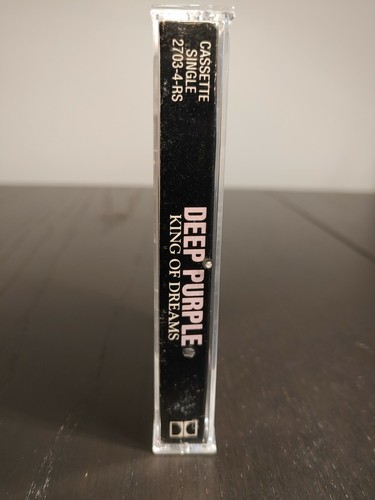 CASSETTE
SINGLE
2703-4-RS
DEEP PURPLE
KING OF DREAMS